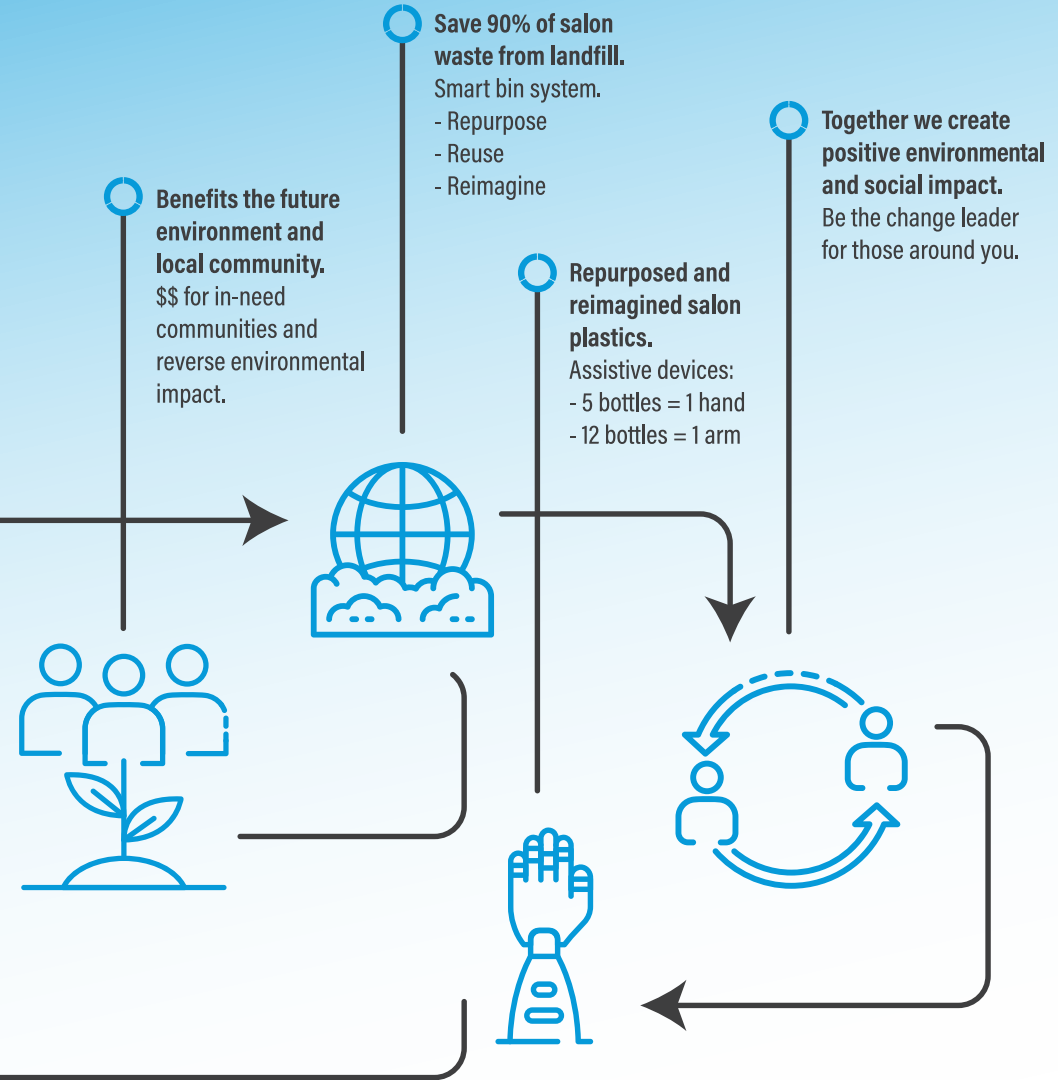 Save 90% of salon
waste from landfill.
Smart bin system.
- Repurpose
- Reuse
- Reimagine
Together we create
positive environmental
and social impact.
Be the change leader
for those around you.
Benefits the future
environment and
local community.
$$ for in-need
communities and
reverse environmental
impact.
Repurposed and
reimagined salon
plastics.
Assistive devices:
- 5 bottles = 1 hand
- 12 bottles = 1 arm